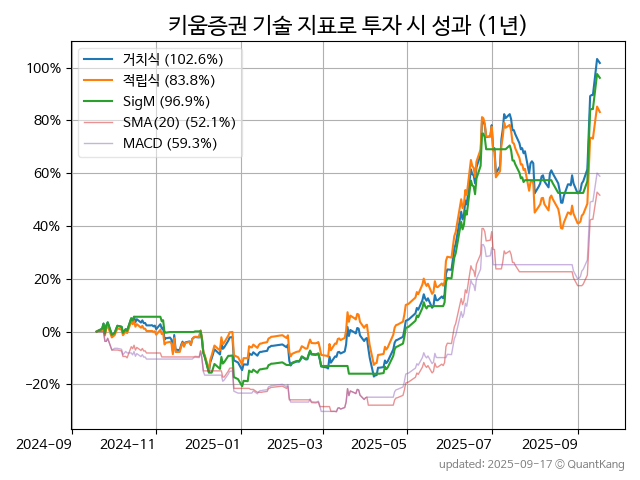 키움증권 기술 지표로 투자 시 성과 (1년)
거치식 (102.6%)
적립식 (83.8%)
SigM (96.9%)
SMA(20) (52.1%)
MACD (59.3%)
100%
80%
60%
40%
20%
0%
−20%
2024-09 2024-11 2025-01 2025-03 2025-05 2025-07 2025-09
updated: 2025-09-17 © QuantKang